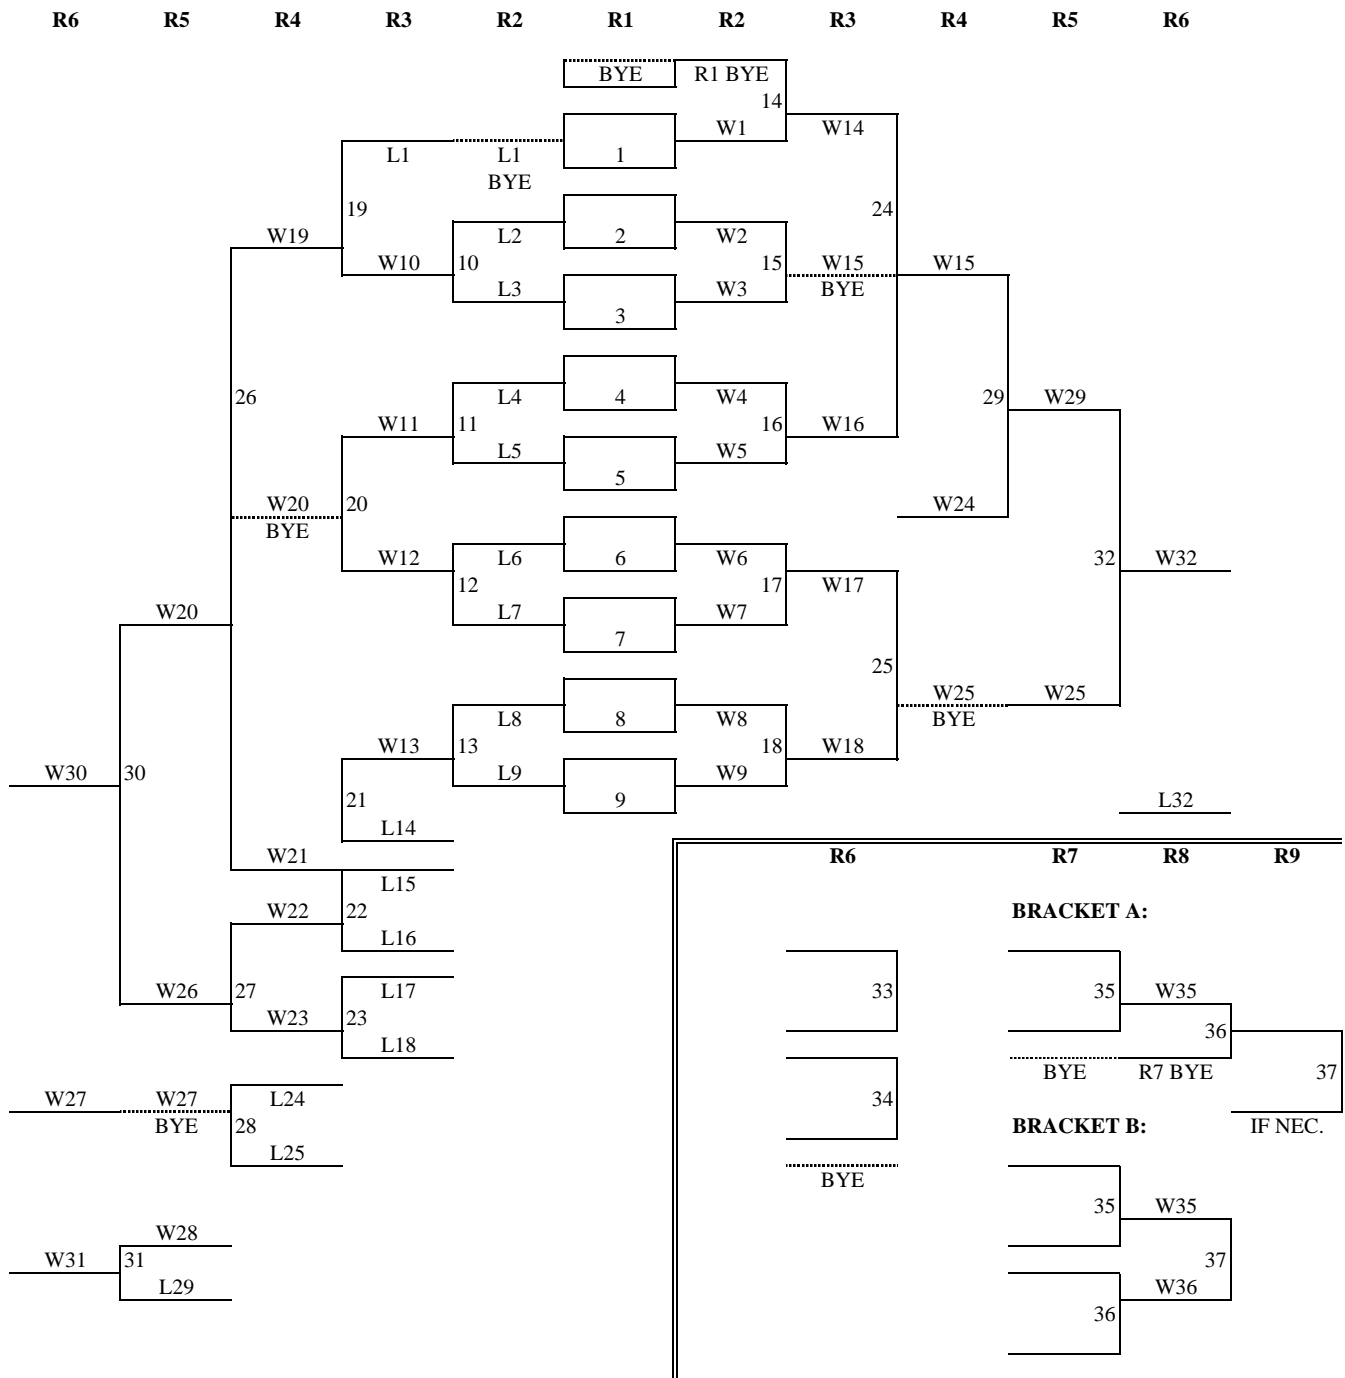 R6 R5 R4 R3 R2 R1 R2 R3 R4 R5 R6
BYE R1 BYE
14
W1 W14
L1 L1 1
BYE
19 24
W19 L2 2 W2
W10 10 15 W15 W15
L3 W3 BYE
3
26 L4 4 W4 29 W29
W11 11 16 W16
L5 W5
5
W20 20 W24
BYE
W12 L6 6 W6 32 W32
12 17 W17
W20 L7 W7
7
25
W25 W25
L8 8 W8 BYE
W13 13 18 W18
W30 30 L9 W9
21 9 L32
L14
W21 R6 R7 R8 R9
L15
W22 22 BRACKET A:
L16
W26 27 L17 33 35 W35
W23 23 36
L18
BYE R7 BYE 37
W27 W27 L24 34
BYE 28 BRACKET B: IF NEC.
L25
BYE
35 W35
W28
W31 31 37
L29 W36
36